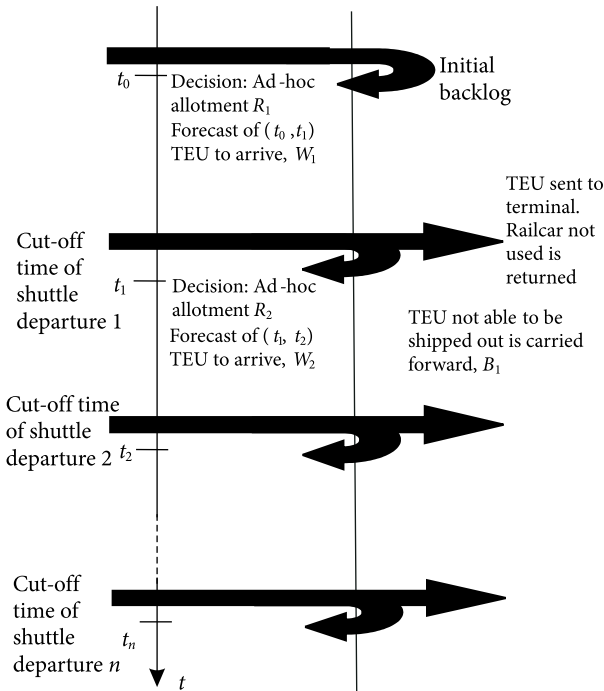 Initial
backlog
t0
Decision: Ad-hoc
allotment R1
Forecast of (t0, t1)
TEU to arrive, W1
TEU sent to
terminal.
Railcar not
used is
returned
Cut-off
time of
shuttle
departure 1
t1
Decision: Ad-hoc
allotment R2
Forecast of (t1, t2)
TEU to arrive, W2
TEU not able to be
shipped out is carried
forward, B1
Cut-off time
of shuttle
departure 2
t2
Cut-off
time of
shuttle
departure n
tn
t